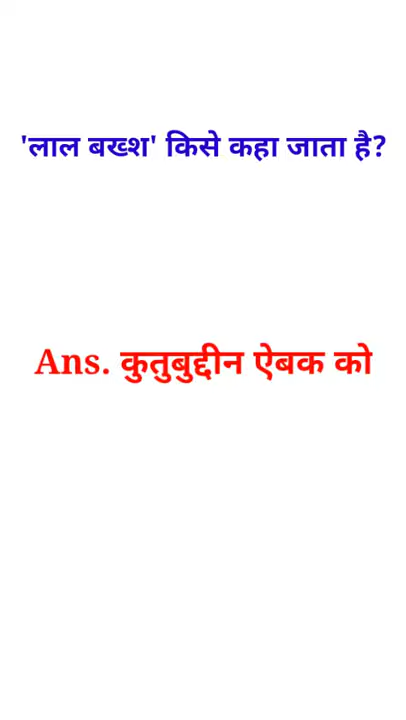 'लाल बख्श' किसे कहा जाता है?
Ans. कुतुबुद्दीन ऐबक को